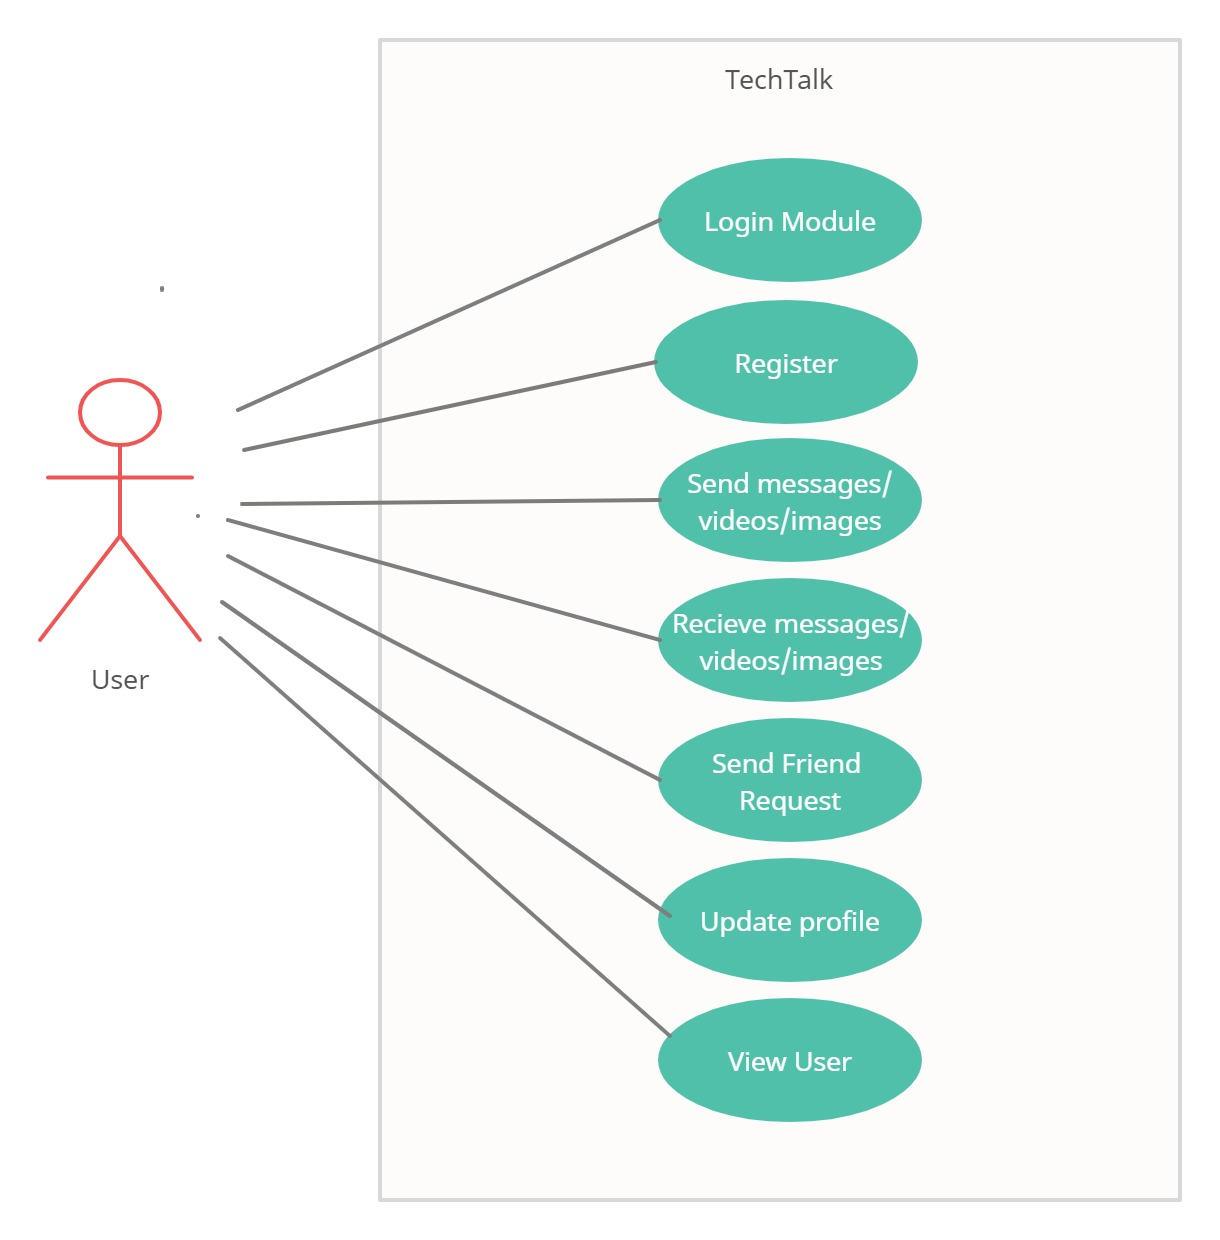 TechTalk
Login Module
Register
Send messages/
videos/images
Recieve messages/
videos/images
Send Friend
Request
Update profile
View User
User